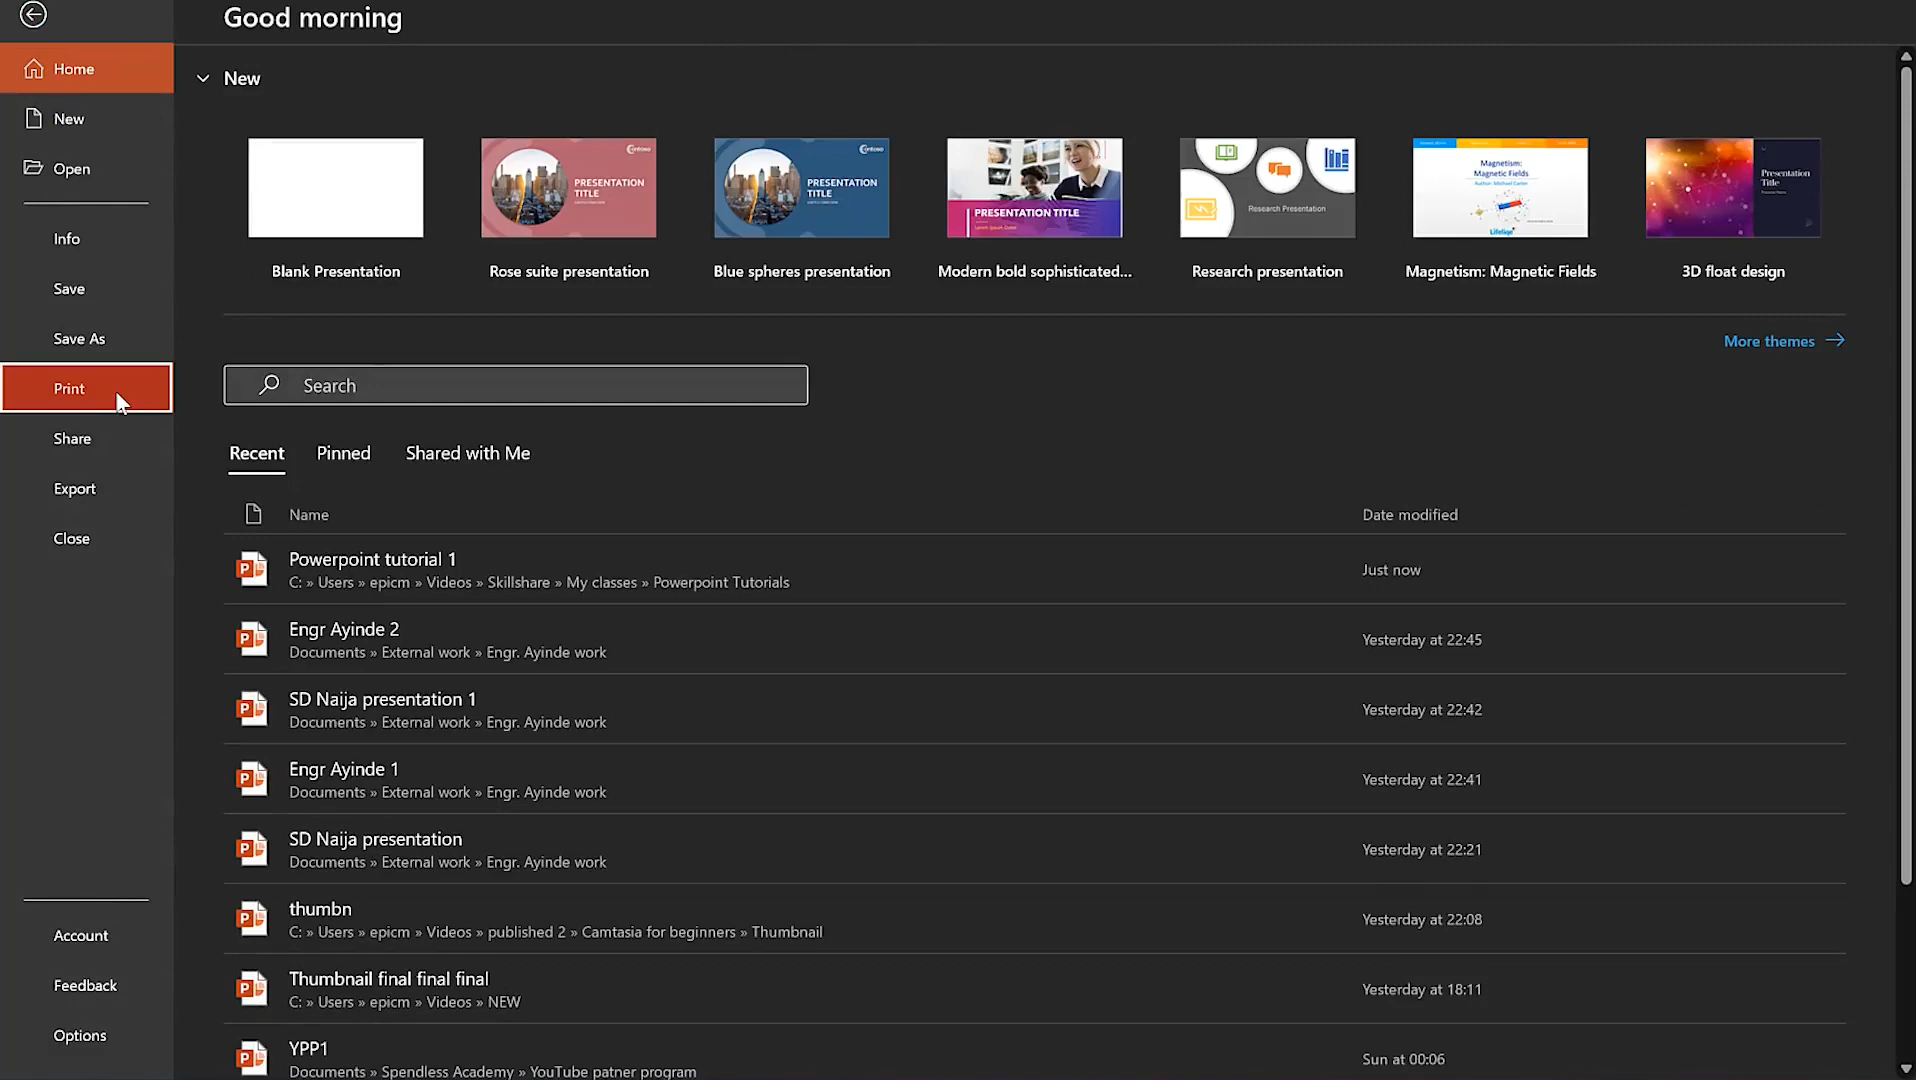 Good morning
Home
New
Open
Info
Save
Save As
Print
Share
Export
Close
Account
Feedback
Options
New
Contoso
PRESENTATION
TITLE
Contoso
PRESENTATION
TITLE
PRESENTATION TITLE
Research Presentation
Magnetism:
Magnetic Fields
Author: Michael Carter
Lifeliqe
Presentation
Title
Blank Presentation
Rose suite presentation
Blue spheres presentation
Modern bold sophisticated...
Research presentation
Magnetism: Magnetic Fields
3D float design
More themes
Search
Recent Pinned Shared with Me
Name Date modified
Powerpoint tutorial 1
C: » Users » epicm » Videos » Skillshare » My classes » Powerpoint Tutorials
Just now
Engr Ayinde 2
Documents » External work » Engr. Ayinde work
Yesterday at 22:45
SD Naija presentation 1
Documents » External work » Engr. Ayinde work
Yesterday at 22:42
Engr Ayinde 1
Documents » External work » Engr. Ayinde work
Yesterday at 22:41
SD Naija presentation
Documents » External work » Engr. Ayinde work
Yesterday at 22:21
thumbn
C: » Users » epicm » Videos » published 2 » Camtasia for beginners » Thumbnail
Yesterday at 22:08
Thumbnail final final final
C: » Users » epicm » Videos » NEW
Yesterday at 18:11
YPP1
Documents » Spendless Academy » YouTube patner program
Sun at 00:06